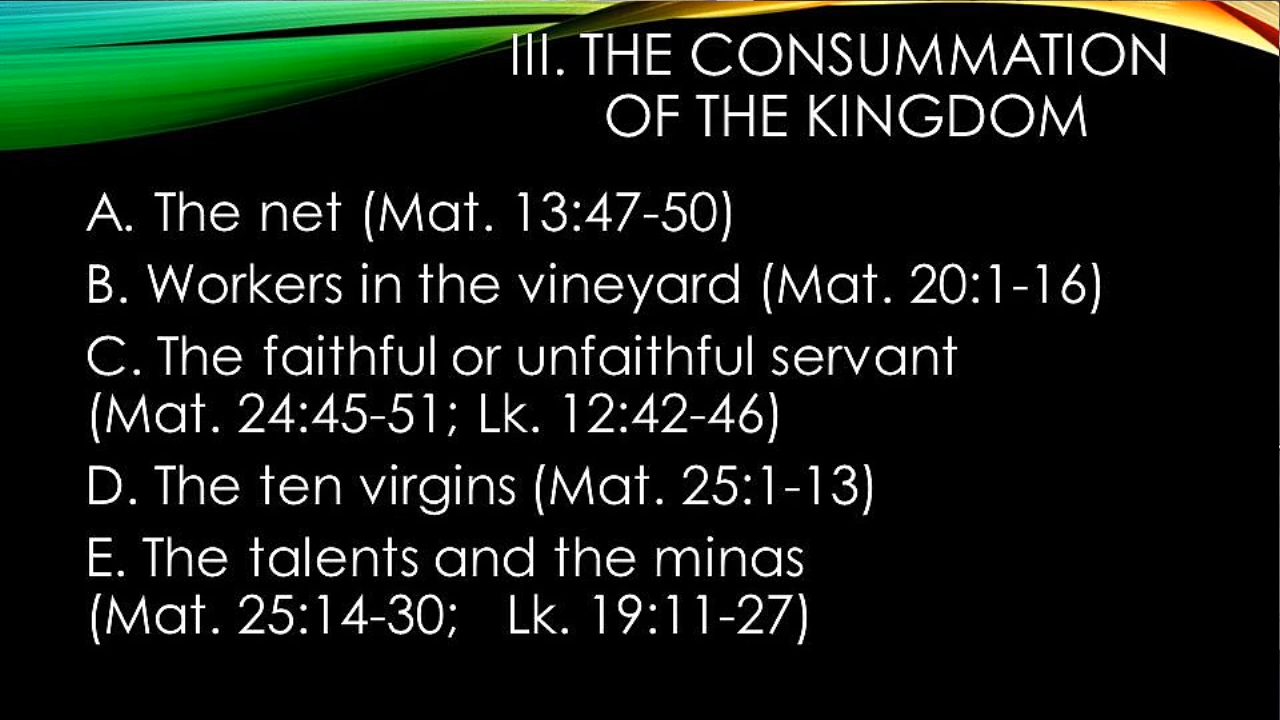 III. THE CONSUMMATION
OF THE KINGDOM
A. The net (Mat. 13:47-50)
B. Workers in the vineyard (Mat. 20:1-16)
C. The faithful or unfaithful servant
(Mat. 24:45-51; Lk. 12:42-46)
D. The ten virgins (Mat. 25:1-13)
E. The talents and the minas
(Mat. 25:14-30;   Lk. 19:11-27)